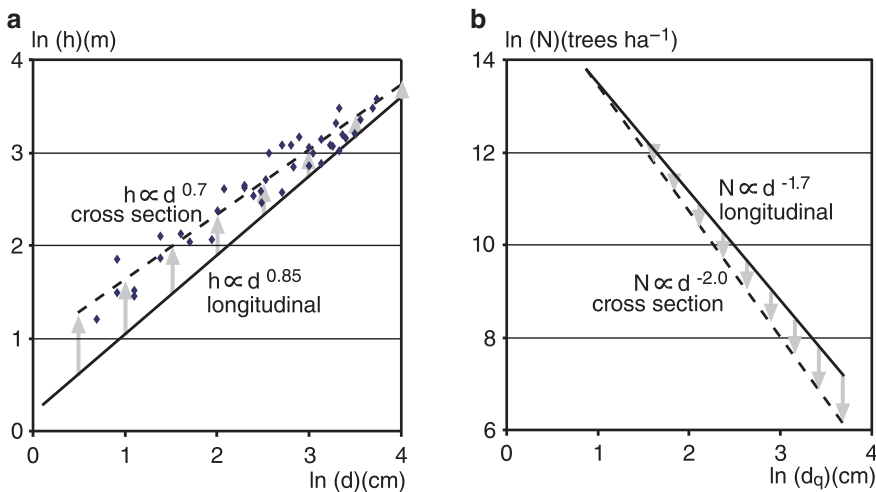 a
ln (h)(m)
4
3
2
1
0
0 1 2 3 4
ln (d)(cm)
h ∝ d 0.7
cross section
h ∝ d 0.85
longitudinal
b
ln (N)(trees ha–1)
14
12
10
8
6
0 1 2 3 4
ln (dq)(cm)
N ∝ d -1.7
longitudinal
N ∝ d -2.0
cross section